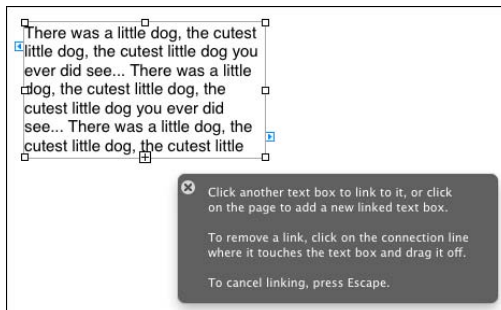 There was a little dog, the cutest
little dog, the cutest little dog you
ever did see... There was a little
dog, the cutest little dog, the
cutest little dog you ever did
see... There was a little dog, the
cutest little dog, the cutest little
Click another text box to link to it, or click
on the page to add a new linked text box.
To remove a link, click on the connection line
where it touches the text box and drag it off.
To cancel linking, press Escape.